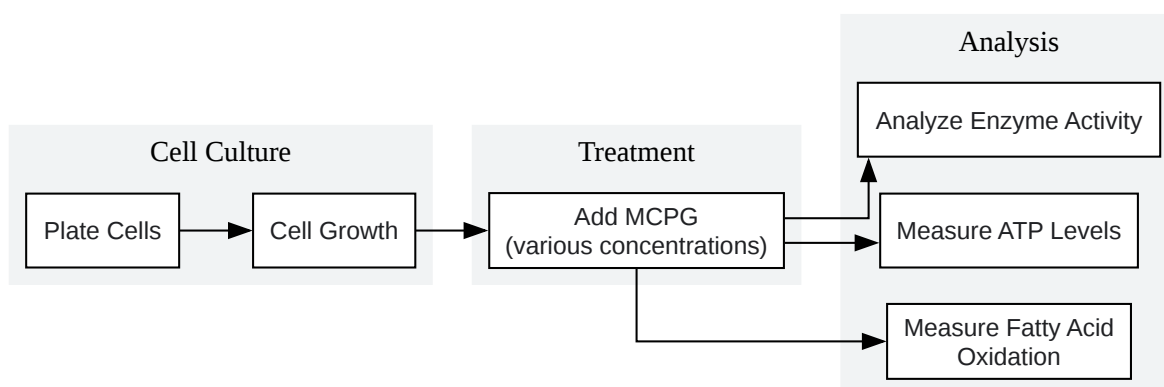 Cell Culture
Plate Cells
Cell Growth
Treatment
Add MCPG
(various concentrations)
Analysis
Analyze Enzyme Activity
Measure ATP Levels
Measure Fatty Acid
Oxidation